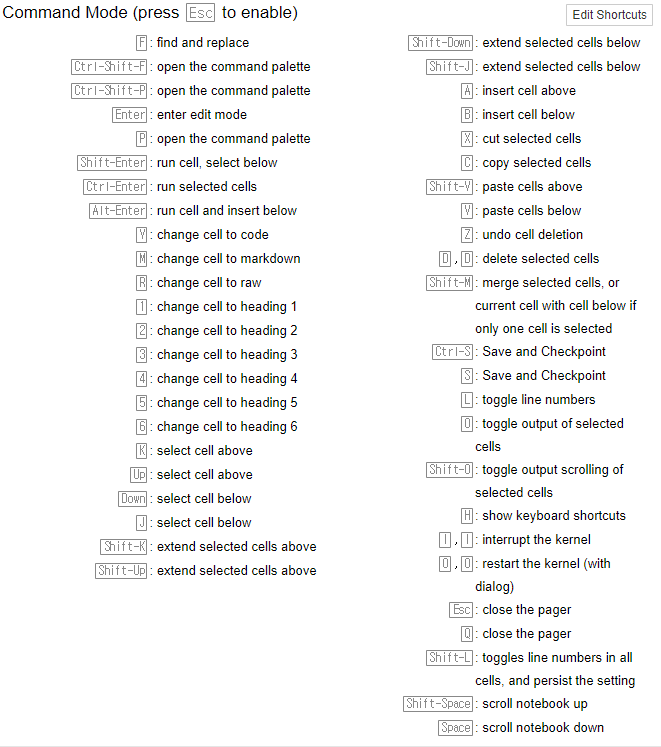 Command Mode (press Esc to enable)
Edit Shortcuts
F : find and replace
Ctrl-Shift-F : open the command palette
Ctrl-Shift-P : open the command palette
Enter : enter edit mode
P : open the command palette
Shift-Enter : run cell, select below
Ctrl-Enter : run selected cells
Alt-Enter : run cell and insert below
Y : change cell to code
M : change cell to markdown
R : change cell to raw
1 : change cell to heading 1
2 : change cell to heading 2
3 : change cell to heading 3
4 : change cell to heading 4
5 : change cell to heading 5
6 : change cell to heading 6
K : select cell above
Up : select cell above
Down : select cell below
J : select cell below
Shift-K : extend selected cells above
Shift-Up : extend selected cells above
Shift-Down : extend selected cells below
Shift-J : extend selected cells below
A : insert cell above
B : insert cell below
X : cut selected cells
C : copy selected cells
Shift-V : paste cells above
V : paste cells below
Z : undo cell deletion
D , D : delete selected cells
Shift-M : merge selected cells, or
current cell with cell below if
only one cell is selected
Ctrl-S : Save and Checkpoint
S : Save and Checkpoint
L : toggle line numbers
O : toggle output of selected
cells
Shift-O : toggle output scrolling of
selected cells
H : show keyboard shortcuts
I , I : interrupt the kernel
0 , 0 : restart the kernel (with
dialog)
Esc : close the pager
Q : close the pager
Shift-L : toggles line numbers in all
cells, and persist the setting
Shift-Space : scroll notebook up
Space : scroll notebook down